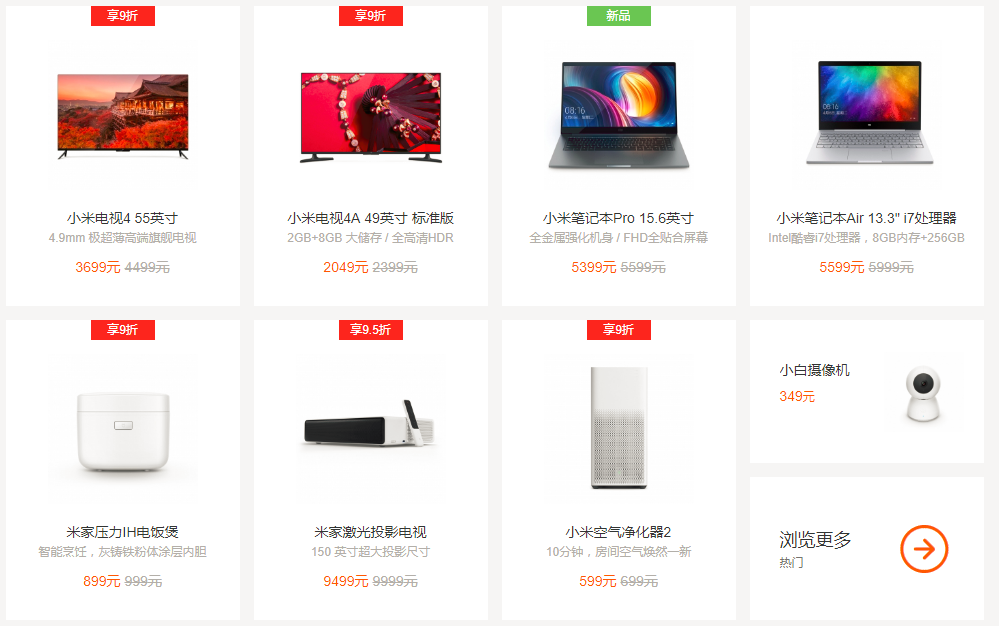 享9折
小米电视4 55英寸
4.9mm 极超薄高端旗舰电视
3699元 4499元
享9折
小米电视4A 49英寸 标准版
2GB+8GB 大储存 / 全高清HDR
2049元 2399元
新品
08:16
小米笔记本Pro 15.6英寸
全金属强化机身 / FHD全贴合屏幕
5399元 5599元
08:16
小米笔记本Air 13.3" i7处理器
Intel酷睿i7处理器，8GB内存+256GB
5599元 5999元
享9折
米家压力IH电饭煲
智能烹饪，灰铸铁粉体涂层内胆
899元 999元
享9.5折
米家激光投影电视
150 英寸超大投影尺寸
9499元 9999元
享9折
小米空气净化器2
10分钟，房间空气焕然一新
599元 699元
小白摄像机
349元
浏览更多
热门